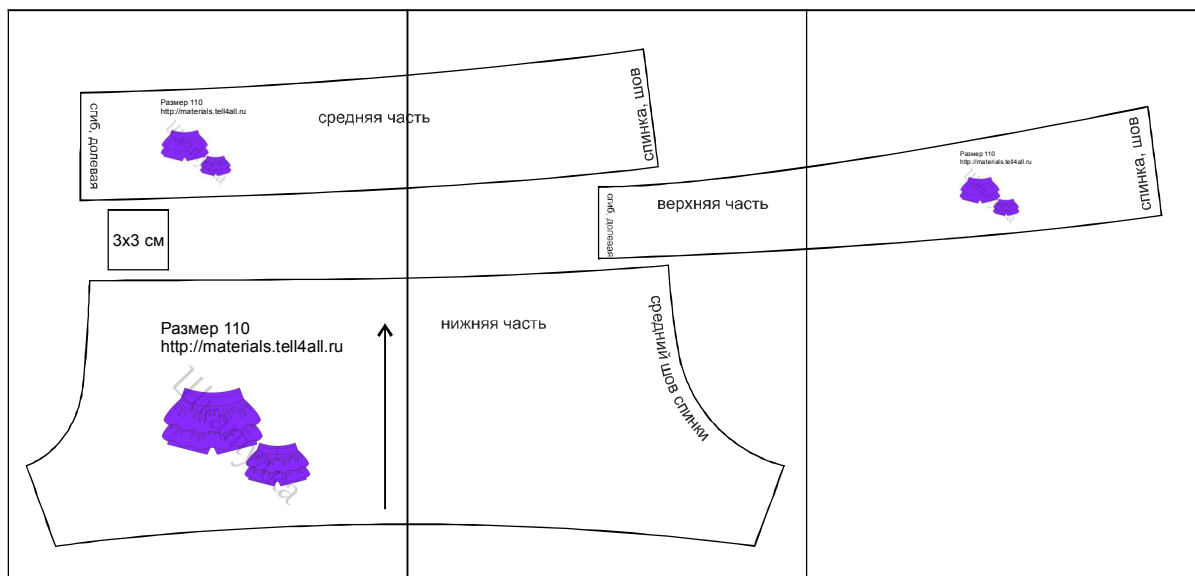 сгиб, долевая
Размер 110
http://materials.tell4all.ru
средняя часть
спинка, шов
3х3 см
сгиб, долевая
верхняя часть
Размер 110
http://materials.tell4all.ru
спинка, шов
Размер 110
http://materials.tell4all.ru
нижняя часть
средний шов спинки